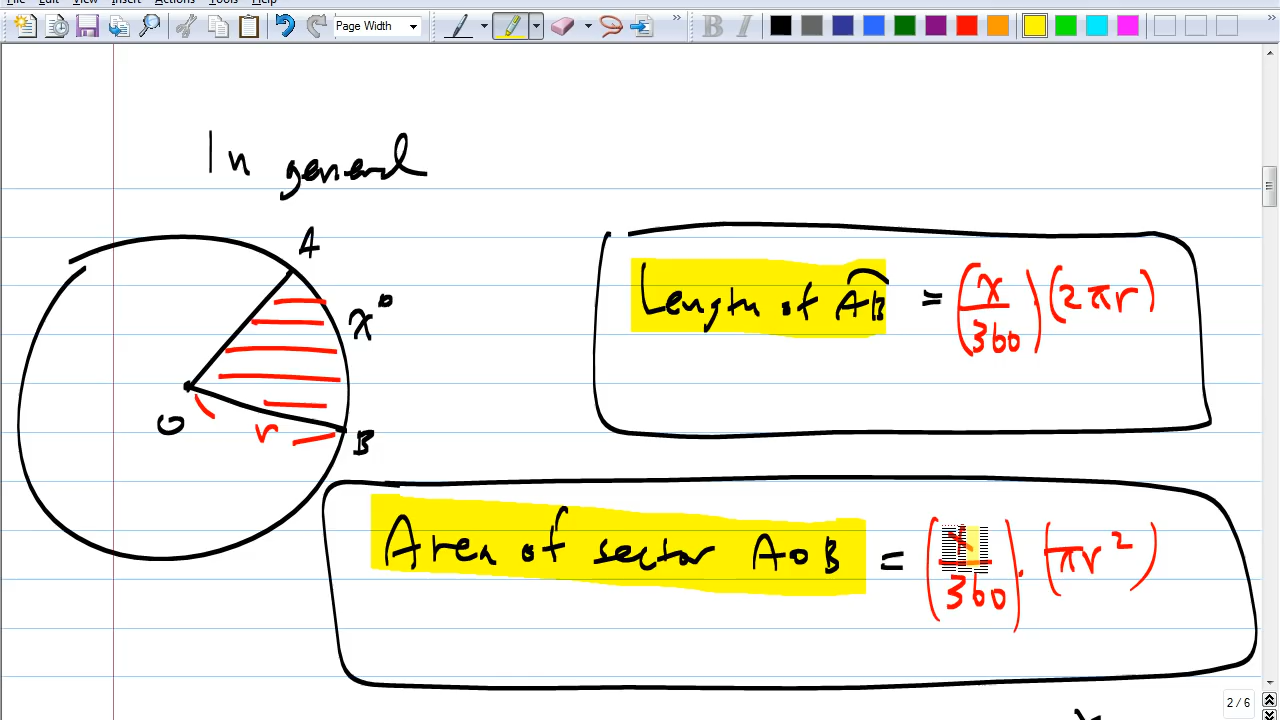 File Edit View Insert Actions Tools Help
Page Width
B I
In general
A
x°
O
r
B
Length of AB = (x/360)(2πr)
Area of sector AOB = (x/360)·(πr²)
2 / 6